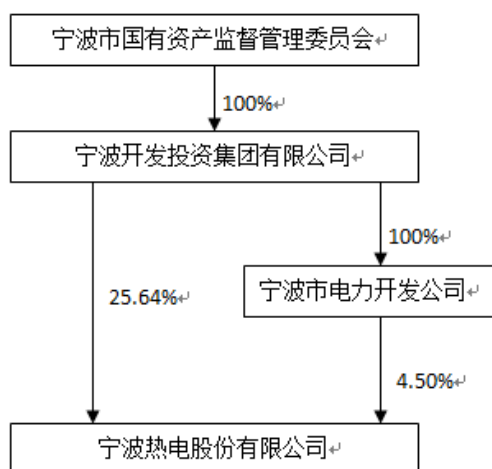 宁波市国有资产监督管理委员会↵
100%↵
宁波开发投资集团有限公司↵
100%↵
25.64%↵
宁波市电力开发公司↵
4.50%↵
宁波热电股份有限公司↵